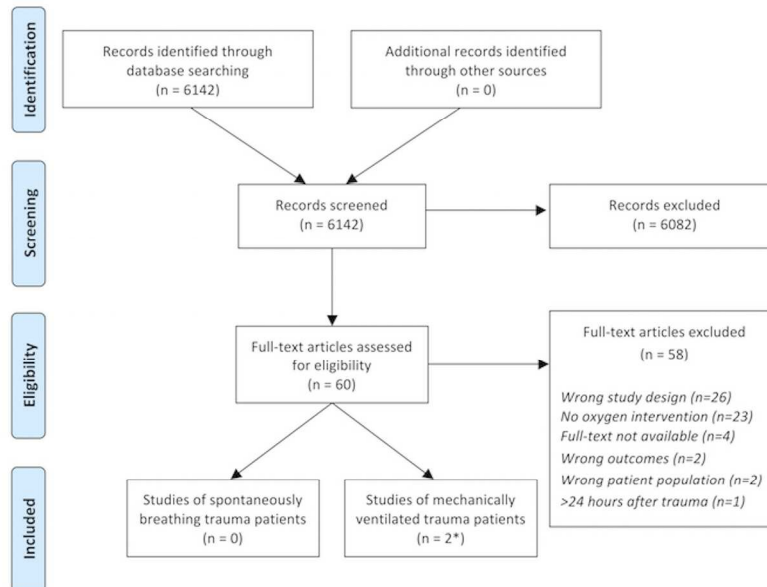 Identification
Records identified through
database searching
(n = 6142)
Additional records identified
through other sources
(n = 0)
Screening
Records screened
(n = 6142)
Records excluded
(n = 6082)
Eligibility
Full-text articles assessed
for eligibility
(n = 60)
Full-text articles excluded
(n = 58)
Wrong study design (n=26)
No oxygen intervention (n=23)
Full-text not available (n=4)
Wrong outcomes (n=2)
Wrong patient population (n=2)
>24 hours after trauma (n=1)
Included
Studies of spontaneously
breathing trauma patients
(n = 0)
Studies of mechanically
ventilated trauma patients
(n = 2*)